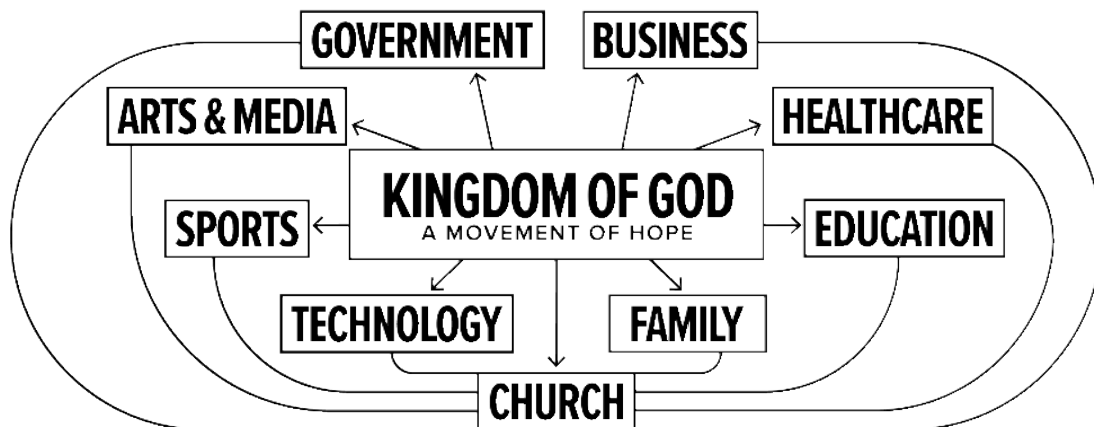 GOVERNMENT
BUSINESS
ARTS & MEDIA
HEALTHCARE
KINGDOM OF GOD
A MOVEMENT OF HOPE
SPORTS
EDUCATION
TECHNOLOGY
FAMILY
CHURCH